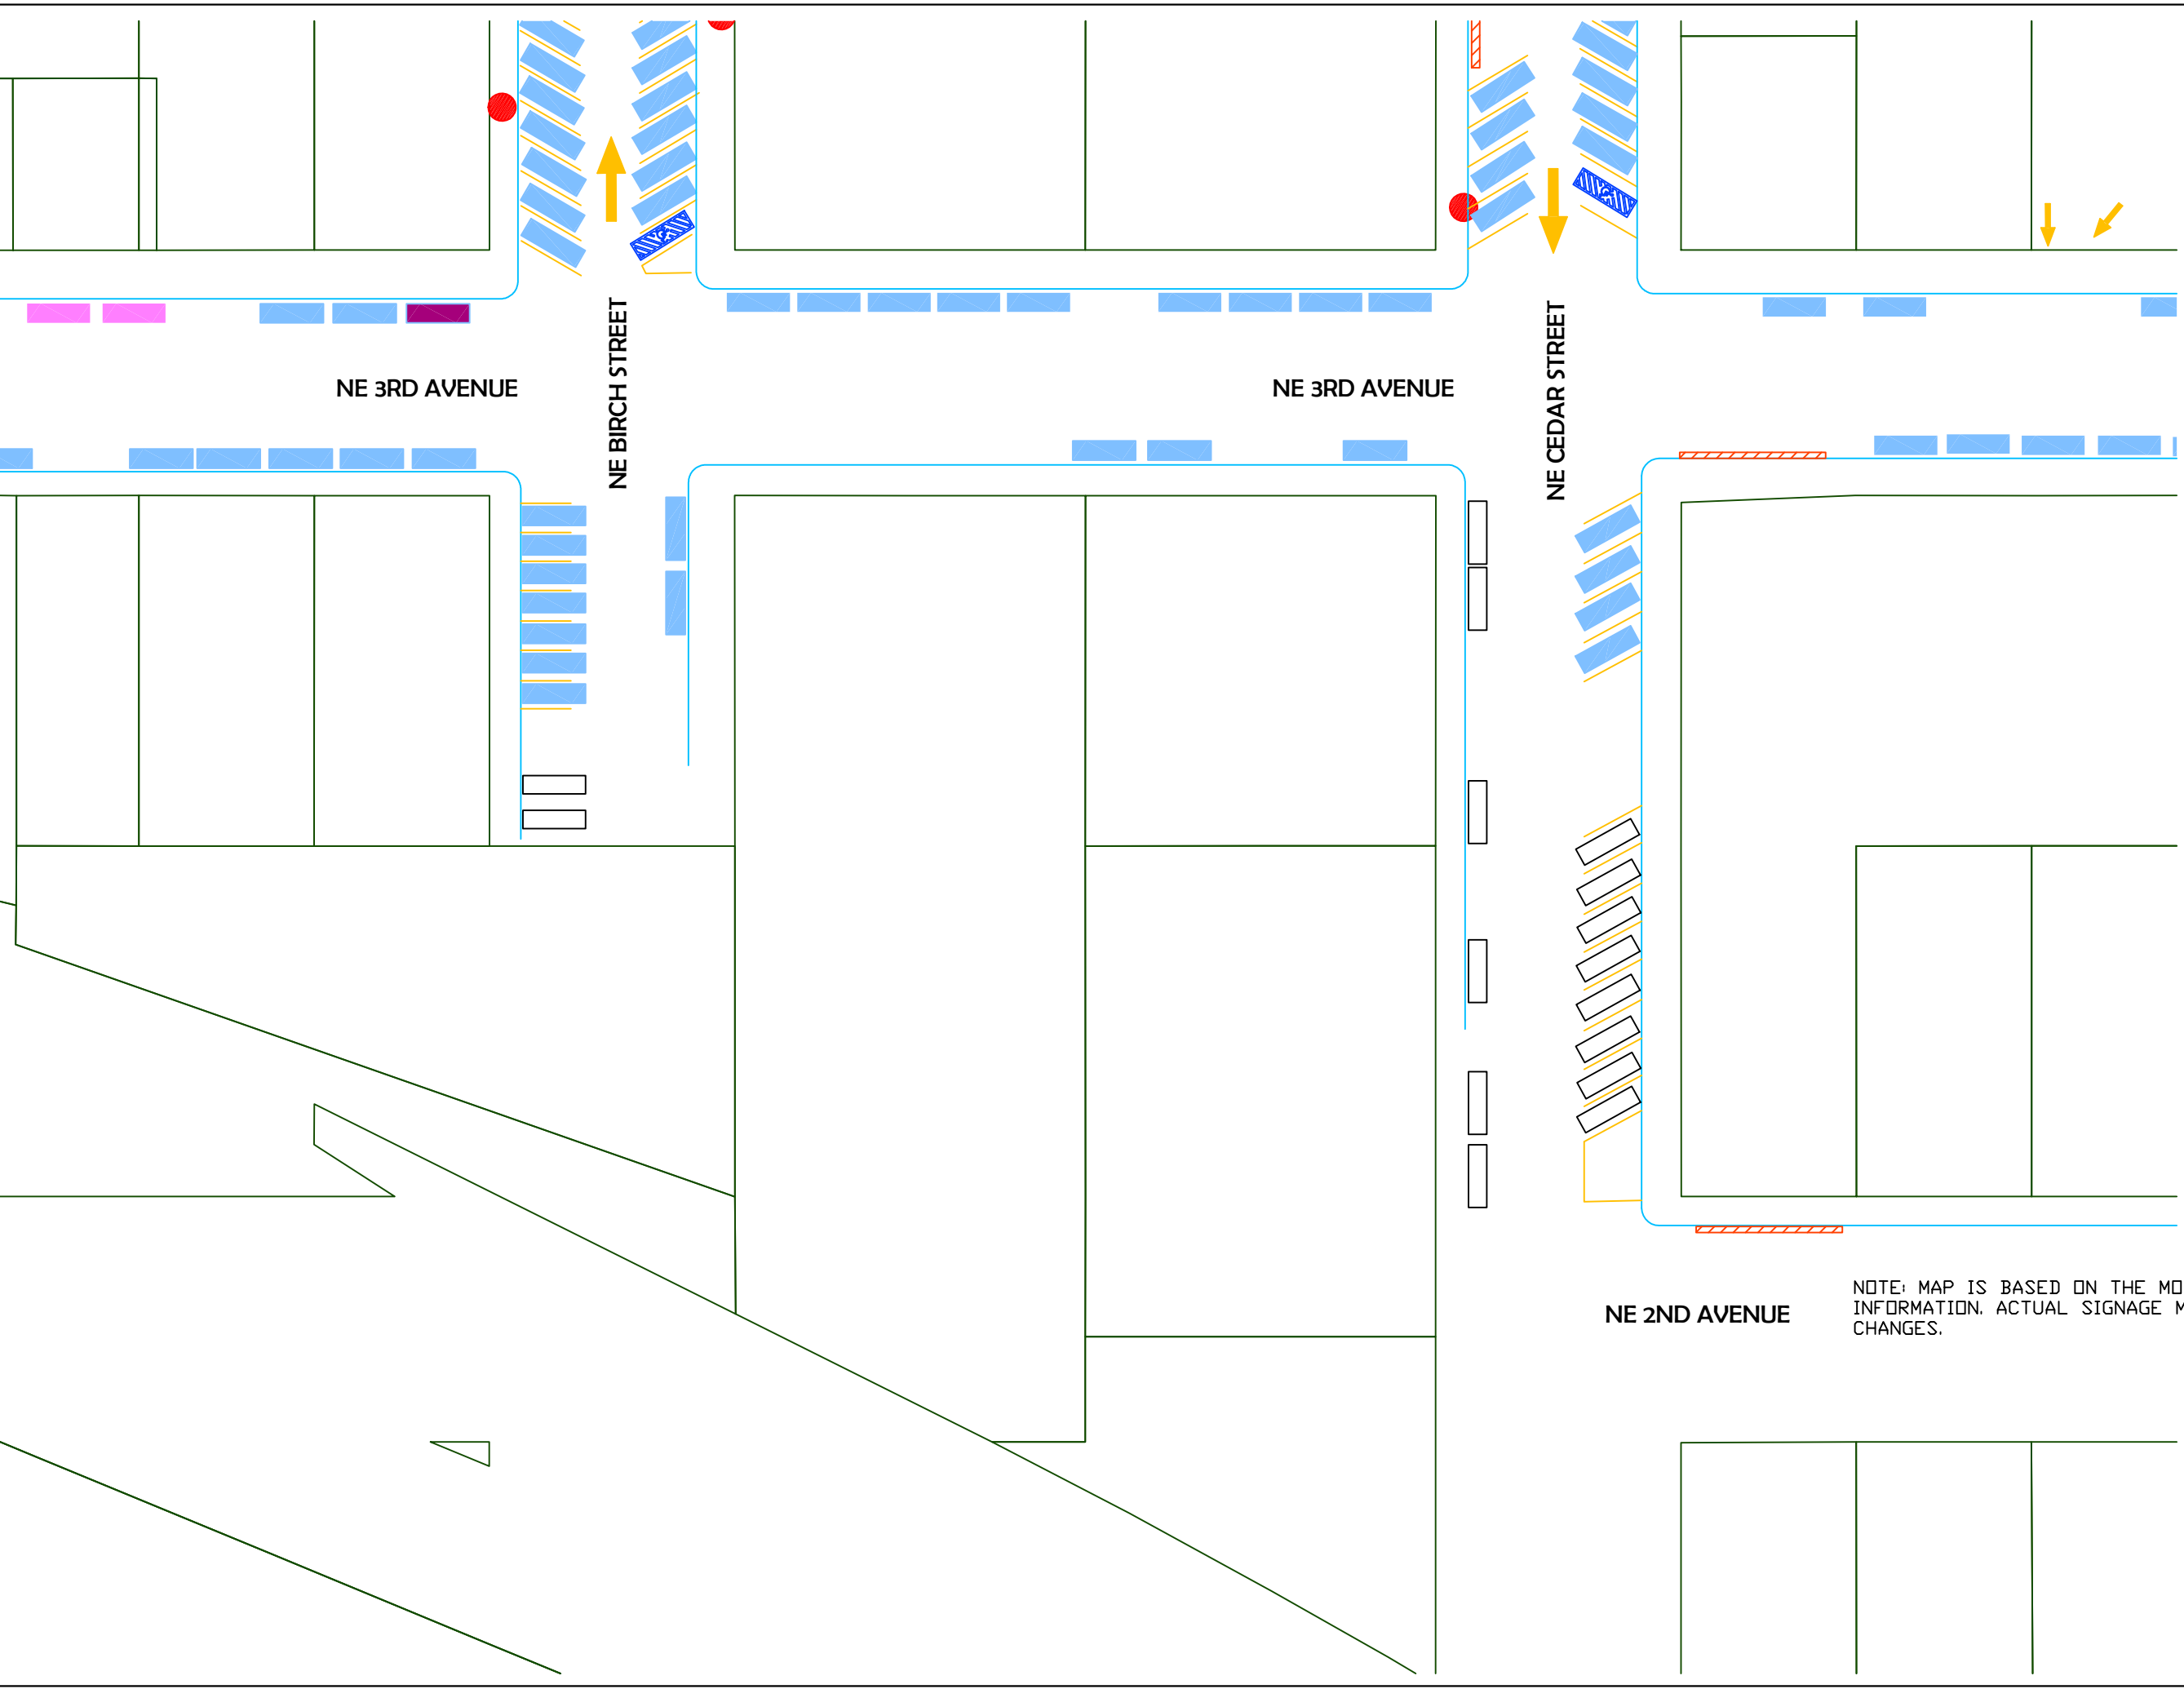 NE BIRCH STREET
NE CEDAR STREET
NE 3RD AVENUE
NE 3RD AVENUE
NOTE: MAP IS BASED ON THE
INFORMATION. ACTUAL SIGNAGE
CHANGES.
NE 2ND AVENUE